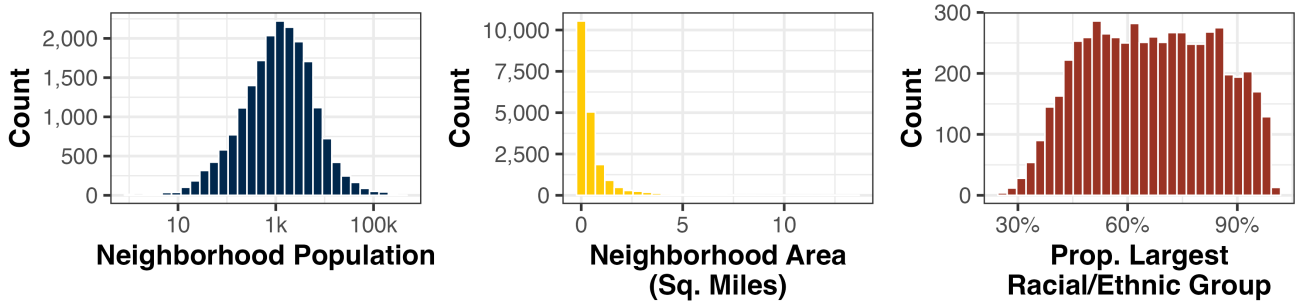 Count
2,000
1,500
1,000
500
0
10
1k
100k
Neighborhood Population
Count
10,000
7,500
5,000
2,500
0
0
5
10
Neighborhood Area
(Sq. Miles)
Count
300
200
100
0
30%
60%
90%
Prop. Largest
Racial/Ethnic Group